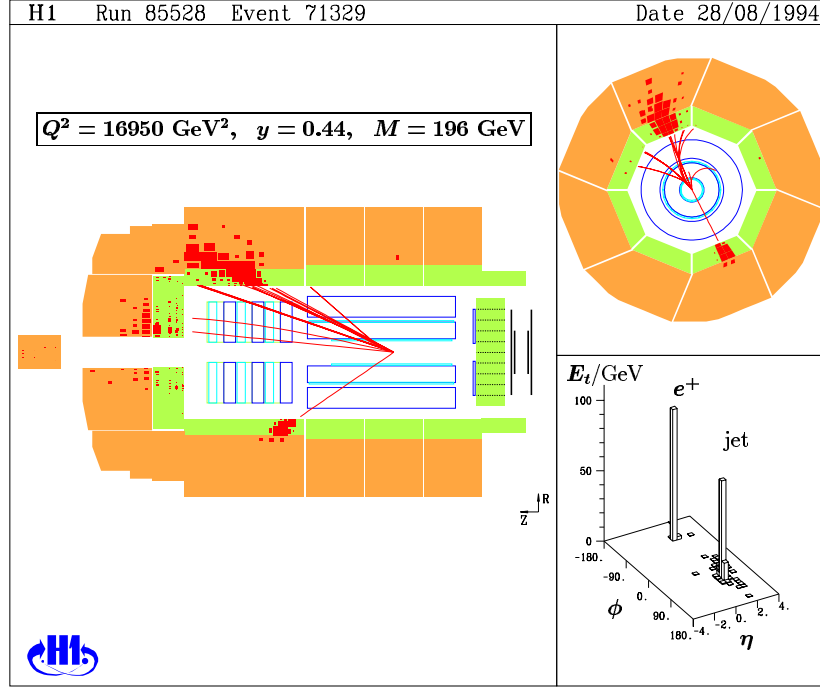 H1 Run 85528 Event 71329 Date 28/08/1994
Q² = 16950 GeV², y = 0.44, M = 196 GeV
R
Z
E_t/GeV
e⁺
jet
100
50
0
-180.
-90.
0.
90.
180.
-4.
-2.
0.
2.
4.
φ
η
H1.